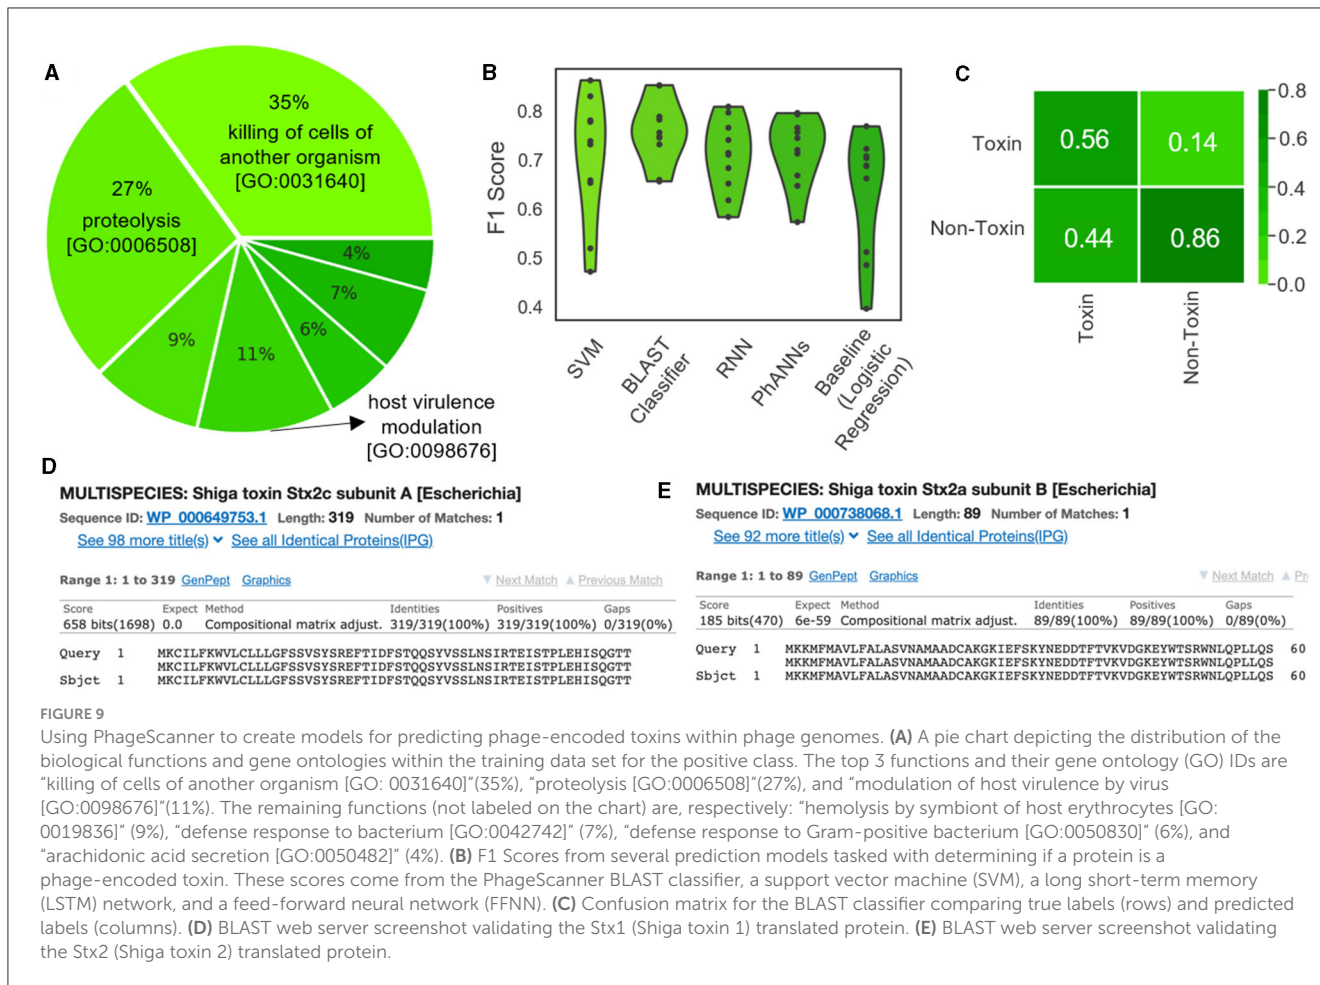 A
35%
killing of cells of
another organism
[GO:0031640]
27%
proteolysis
[GO:0006508]
4%
7%
6%
9%
11%
host virulence
modulation
[GO:0098676]
B
F1 Score
0.8
0.7
0.6
0.5
0.4
SVM
BLAST
Classifier
RNN
PhANNs
Baseline
(Logistic
Regression)
C
Toxin
Non-Toxin
0.56
0.14
0.44
0.86
Toxin
Non-Toxin
0.8
0.6
0.4
0.2
0.0
D
MULTISPECIES: Shiga toxin Stx2c subunit A [Escherichia]
Sequence ID: WP_000649753.1 Length: 319 Number of Matches: 1
See 98 more title(s) See all Identical Proteins(IPG)
Range 1: 1 to 319 GenPept Graphics Next Match Previous Match
Score Expect Method Identities Positives Gaps
658 bits(1698) 0.0 Compositional matrix adjust. 319/319(100%) 319/319(100%) 0/319(0%)
Query 1 MKCILFKWVLCLLLGFSSVSYSREFTIDFSTQQSYVSSLNSIRTEISTPLEHISQGTT
MKCILFKWVLCLLLGFSSVSYSREFTIDFSTQQSYVSSLNSIRTEISTPLEHISQGTT
Sbjct 1 MKCILFKWVLCLLLGFSSVSYSREFTIDFSTQQSYVSSLNSIRTEISTPLEHISQGTT
E
MULTISPECIES: Shiga toxin Stx2a subunit B [Escherichia]
Sequence ID: WP_000738068.1 Length: 89 Number of Matches: 1
See 92 more title(s) See all Identical Proteins(IPG)
Range 1: 1 to 89 GenPept Graphics Next Match Pr
Score Expect Method Identities Positives Gaps
185 bits(470) 6e-59 Compositional matrix adjust. 89/89(100%) 89/89(100%) 0/89(0%)
Query 1 MKKMFMAVLFALASVNAMAADCAKGKIEFSKYNEDDTFTVKVDGKEYWTSRWNLQPLLQS 60
MKKMFMAVLFALASVNAMAADCAKGKIEFSKYNEDDTFTVKVDGKEYWTSRWNLQPLLQS
Sbjct 1 MKKMFMAVLFALASVNAMAADCAKGKIEFSKYNEDDTFTVKVDGKEYWTSRWNLQPLLQS 60
FIGURE 9
Using PhageScanner to create models for predicting phage-encoded toxins within phage genomes. (A) A pie chart depicting the distribution of the
biological functions and gene ontologies within the training data set for the positive class. The top 3 functions and their gene ontology (GO) IDs are
“killing of cells of another organism [GO: 0031640]”(35%), “proteolysis [GO:0006508]”(27%), and “modulation of host virulence by virus
[GO:0098676]”(11%). The remaining functions (not labeled on the chart) are, respectively: “hemolysis by symbiont of host erythrocytes [GO:
0019836]” (9%), “defense response to bacterium [GO:0042742]” (7%), “defense response to Gram-positive bacterium [GO:0050830]” (6%), and
“arachidonic acid secretion [GO:0050482]” (4%). (B) F1 Scores from several prediction models tasked with determining if a protein is a
phage-encoded toxin. These scores come from the PhageScanner BLAST classifier, a support vector machine (SVM), a long short-term memory
(LSTM) network, and a feed-forward neural network (FFNN). (C) Confusion matrix for the BLAST classifier comparing true labels (rows) and predicted
labels (columns). (D) BLAST web server screenshot validating the Stx1 (Shiga toxin 1) translated protein. (E) BLAST web server screenshot validating
the Stx2 (Shiga toxin 2) translated protein.